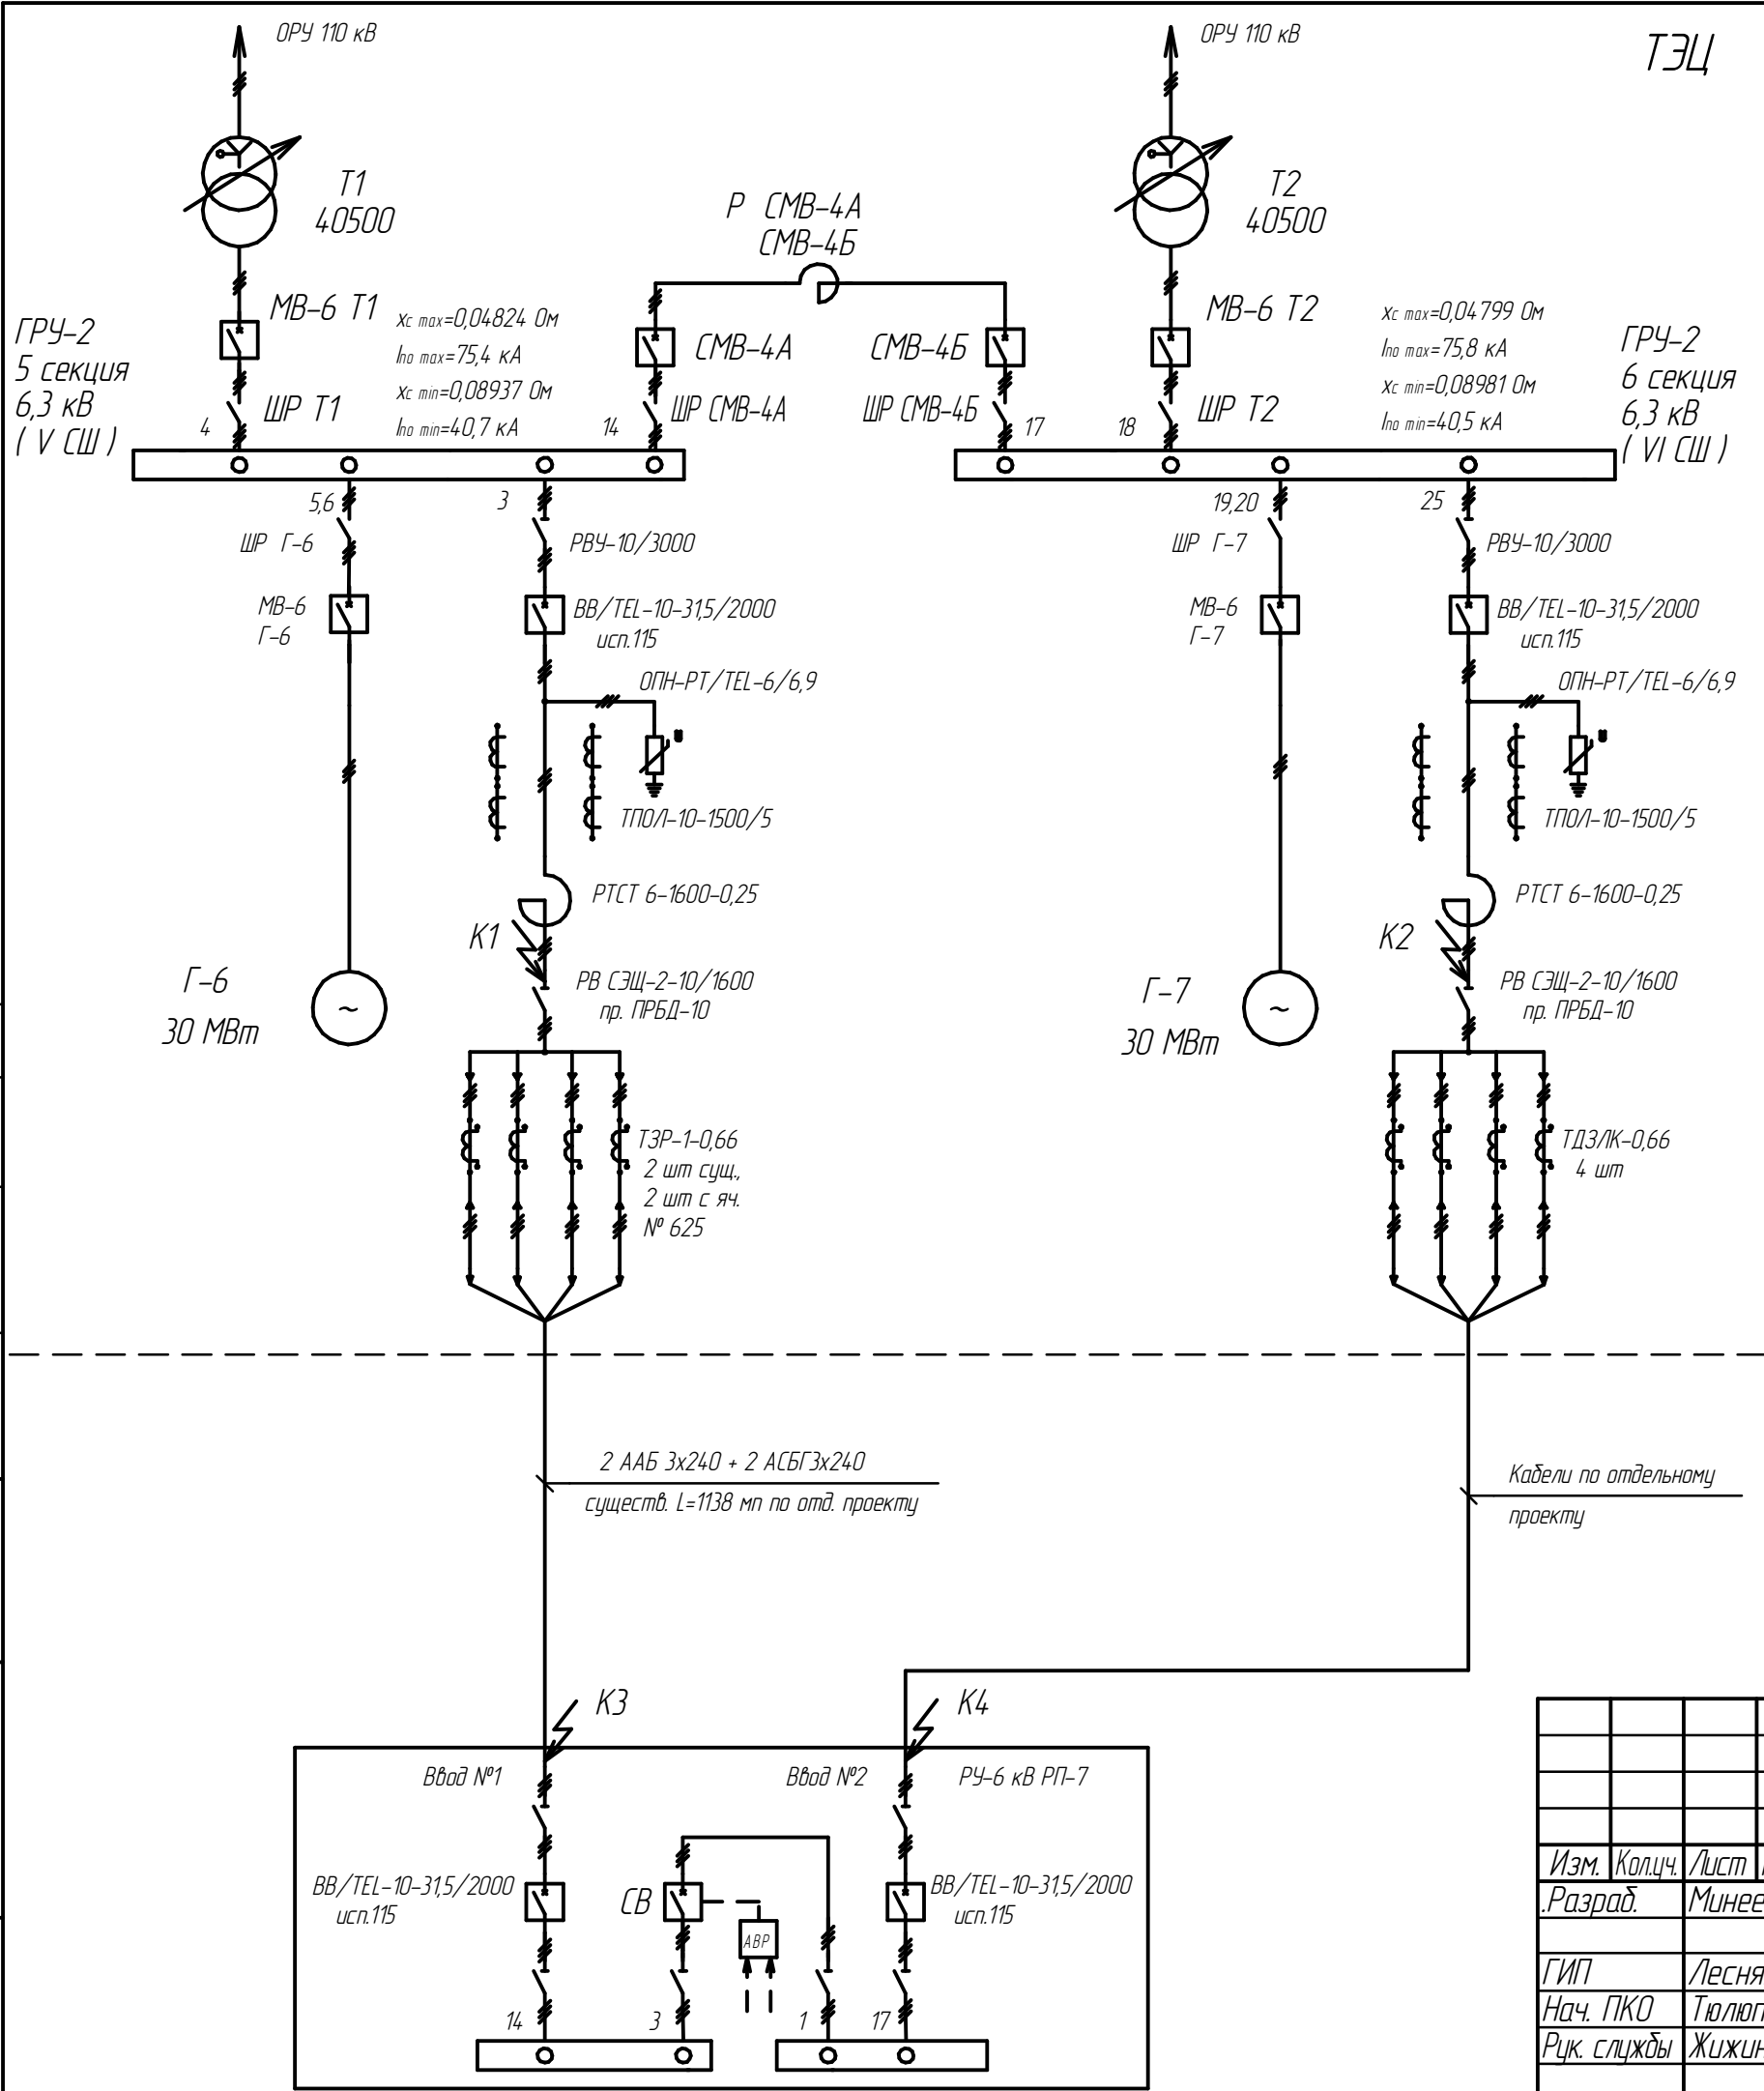 ОРУ 110 кВ
ОРУ 110 кВ
ТЭЦ
Т1
40500
Р СМВ-4А
СМВ-4Б
Т2
40500
ГРУ-2
5 секция
6,3 кВ
( V СШ )
МВ-6 Т1
xc max=0,04824 Ом
Iпо max=75,4 кА
xc min=0,08937 Ом
Iпо min=40,7 кА
СМВ-4А
СМВ-4Б
МВ-6 Т2
xc max=0,04799 Ом
Iпо max=75,8 кА
xc min=0,08981 Ом
Iпо min=40,5 кА
ГРУ-2
6 секция
6,3 кВ
( VI СШ )
4
ШР Т1
14
ШР СМВ-4А
ШР СМВ-4Б
17
18
ШР Т2
5,6
3
19,20
25
ШР Г-6
РВУ-10/3000
ШР Г-7
РВУ-10/3000
МВ-6
Г-6
ВВ/TEL-10-31,5/2000
исп.115
МВ-6
Г-7
ВВ/TEL-10-31,5/2000
исп.115
ОПН-РТ/TEL-6/6,9
ОПН-РТ/TEL-6/6,9
ТПОЛ-10-1500/5
ТПОЛ-10-1500/5
РТСТ 6-1600-0,25
РТСТ 6-1600-0,25
К1
К2
Г-6
30 МВт
РВ СЭЩ-2-10/1600
пр. ПРБД-10
Г-7
30 МВт
РВ СЭЩ-2-10/1600
пр. ПРБД-10
~
~
ТЗР-1-0,66
2 шт сущ.,
2 шт с яч.
№ 625
ТДЗЛК-0,66
4 шт
2 ААБ 3х240 + 2 АСБГ3х240
существ. L=1138 мп по отд. проекту
Кабели по отдельному
проекту
К3
К4
Ввод №1
Ввод №2
РУ-6 кВ РП-7
ВВ/TEL-10-31,5/2000
исп.115
СВ
АВР
ВВ/TEL-10-31,5/2000
исп.115
14
3
1
17
Изм. Кол.цч. Лист
.Разраб. Минее
ГИП Лесня
Нач. ПКО Тюлюп
Рук. службы Жижин